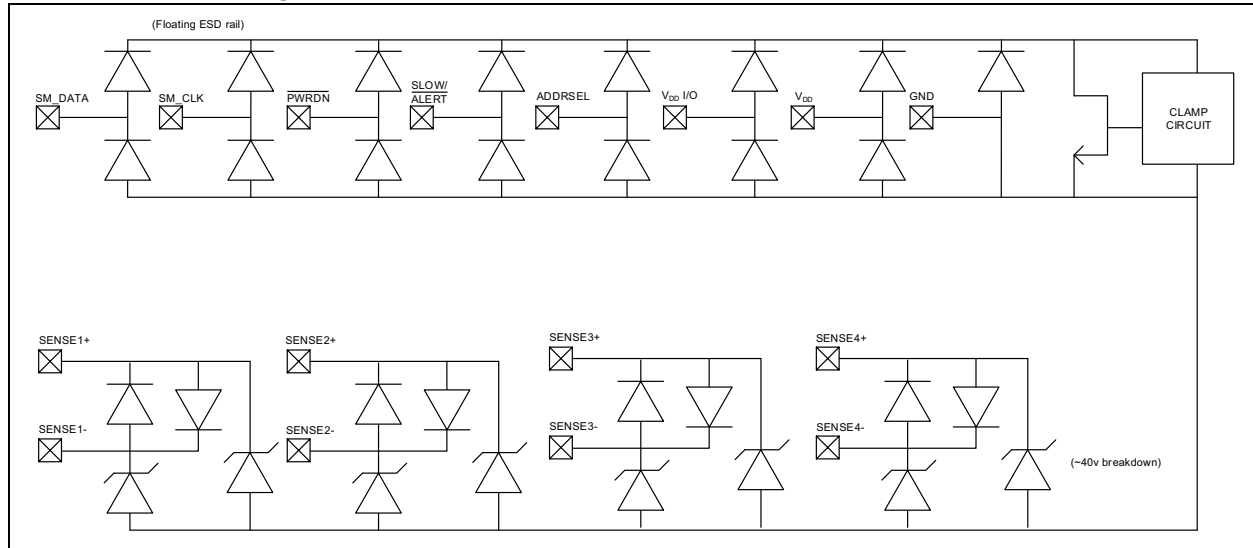 (Floating ESD rail)
SM_DATA
SM_CLK
PWRDN
SLOW/
ALERT
ADDRSEL
VDD I/O
VDD
GND
CLAMP
CIRCUIT
SENSE1+
SENSE2+
SENSE3+
SENSE4+
SENSE1-
SENSE2-
SENSE3-
SENSE4-
(~40v breakdown)